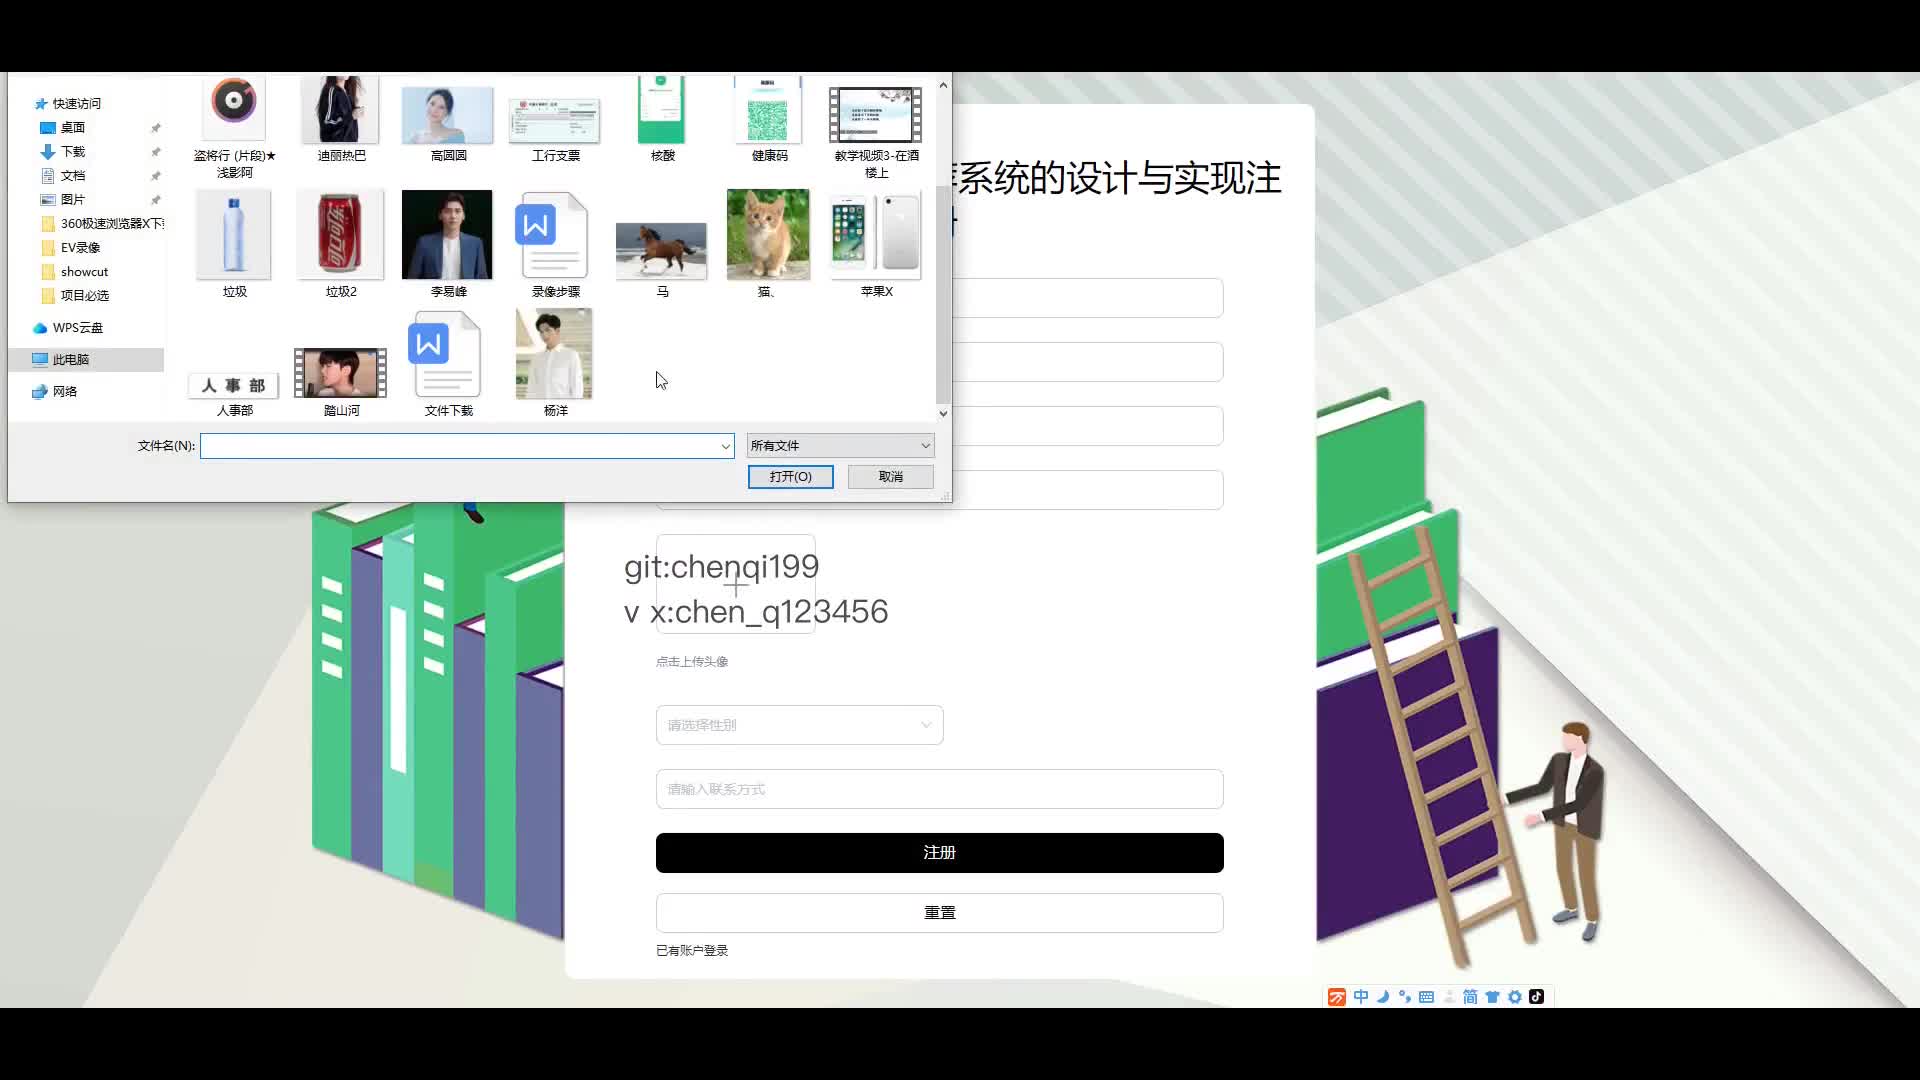 快速访问
桌面
下载
文档
图片
360极速浏览器X下
EV录像
showcut
项目必选
WPS云盘
此电脑
网络
盗将行 (片段)★
浅影阿
迪丽热巴
高圆圆
工行支票
核酸
健康码
教学视频3-在酒
楼上
垃圾
垃圾2
李易峰
录像步骤
马
猫、
苹果X
人 事 部
人事部
踏山河
文件下载
杨洋
文件名(N):
所有文件
打开(O)
取消
系统的设计与实现注
git:chenqi199
v x:chen_q123456
点击上传头像
请选择性别
请输入联系方式
注册
重置
已有账户登录
中
简